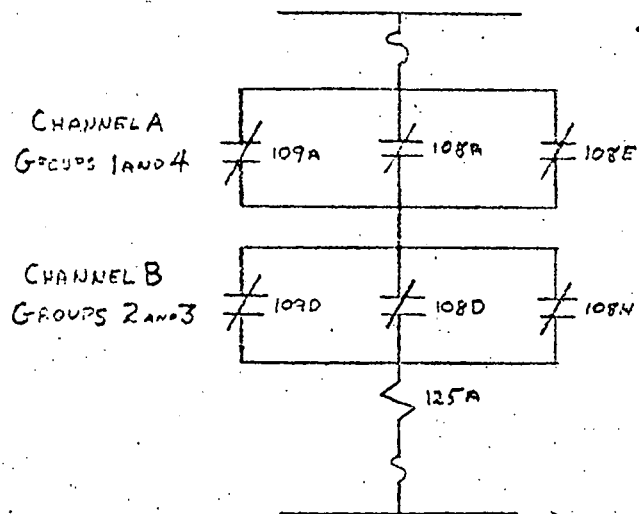 CHANNEL A
GROUPS 1 AND 4
109A
108A
108E
CHANNEL B
GROUPS 2 AND 3
109D
108D
108H
125A